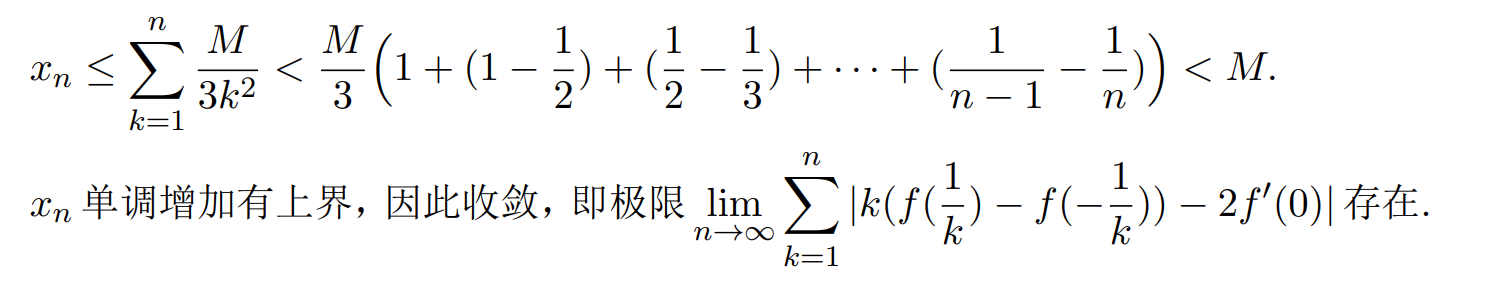 $x_n \leq \sum_{k=1}^{n} \frac{M}{3k^2} < \frac{M}{3}\Big(1 + (1 - \frac{1}{2}) + (\frac{1}{2} - \frac{1}{3}) + \cdots + (\frac{1}{n-1} - \frac{1}{n})\Big) < M.$
$x_n$ 单调增加有上界，因此收敛，即极限 $\lim_{n\to\infty} \sum_{k=1}^{n} |k(f(\frac{1}{k}) - f(-\frac{1}{k})) - 2f'(0)|$ 存在.